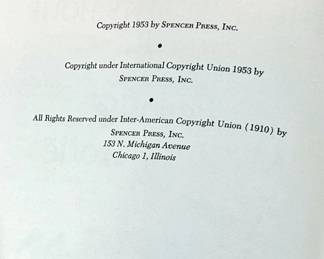 Copyright 1953 by SPENCER PRESS, INC.
•
Copyright under International Copyright Union 1953 by
SPENCER PRESS, INC.
•
All Rights Reserved under Inter-American Copyright Union (1910) by
SPENCER PRESS, INC.
153 N. Michigan Avenue
Chicago 1, Illinois